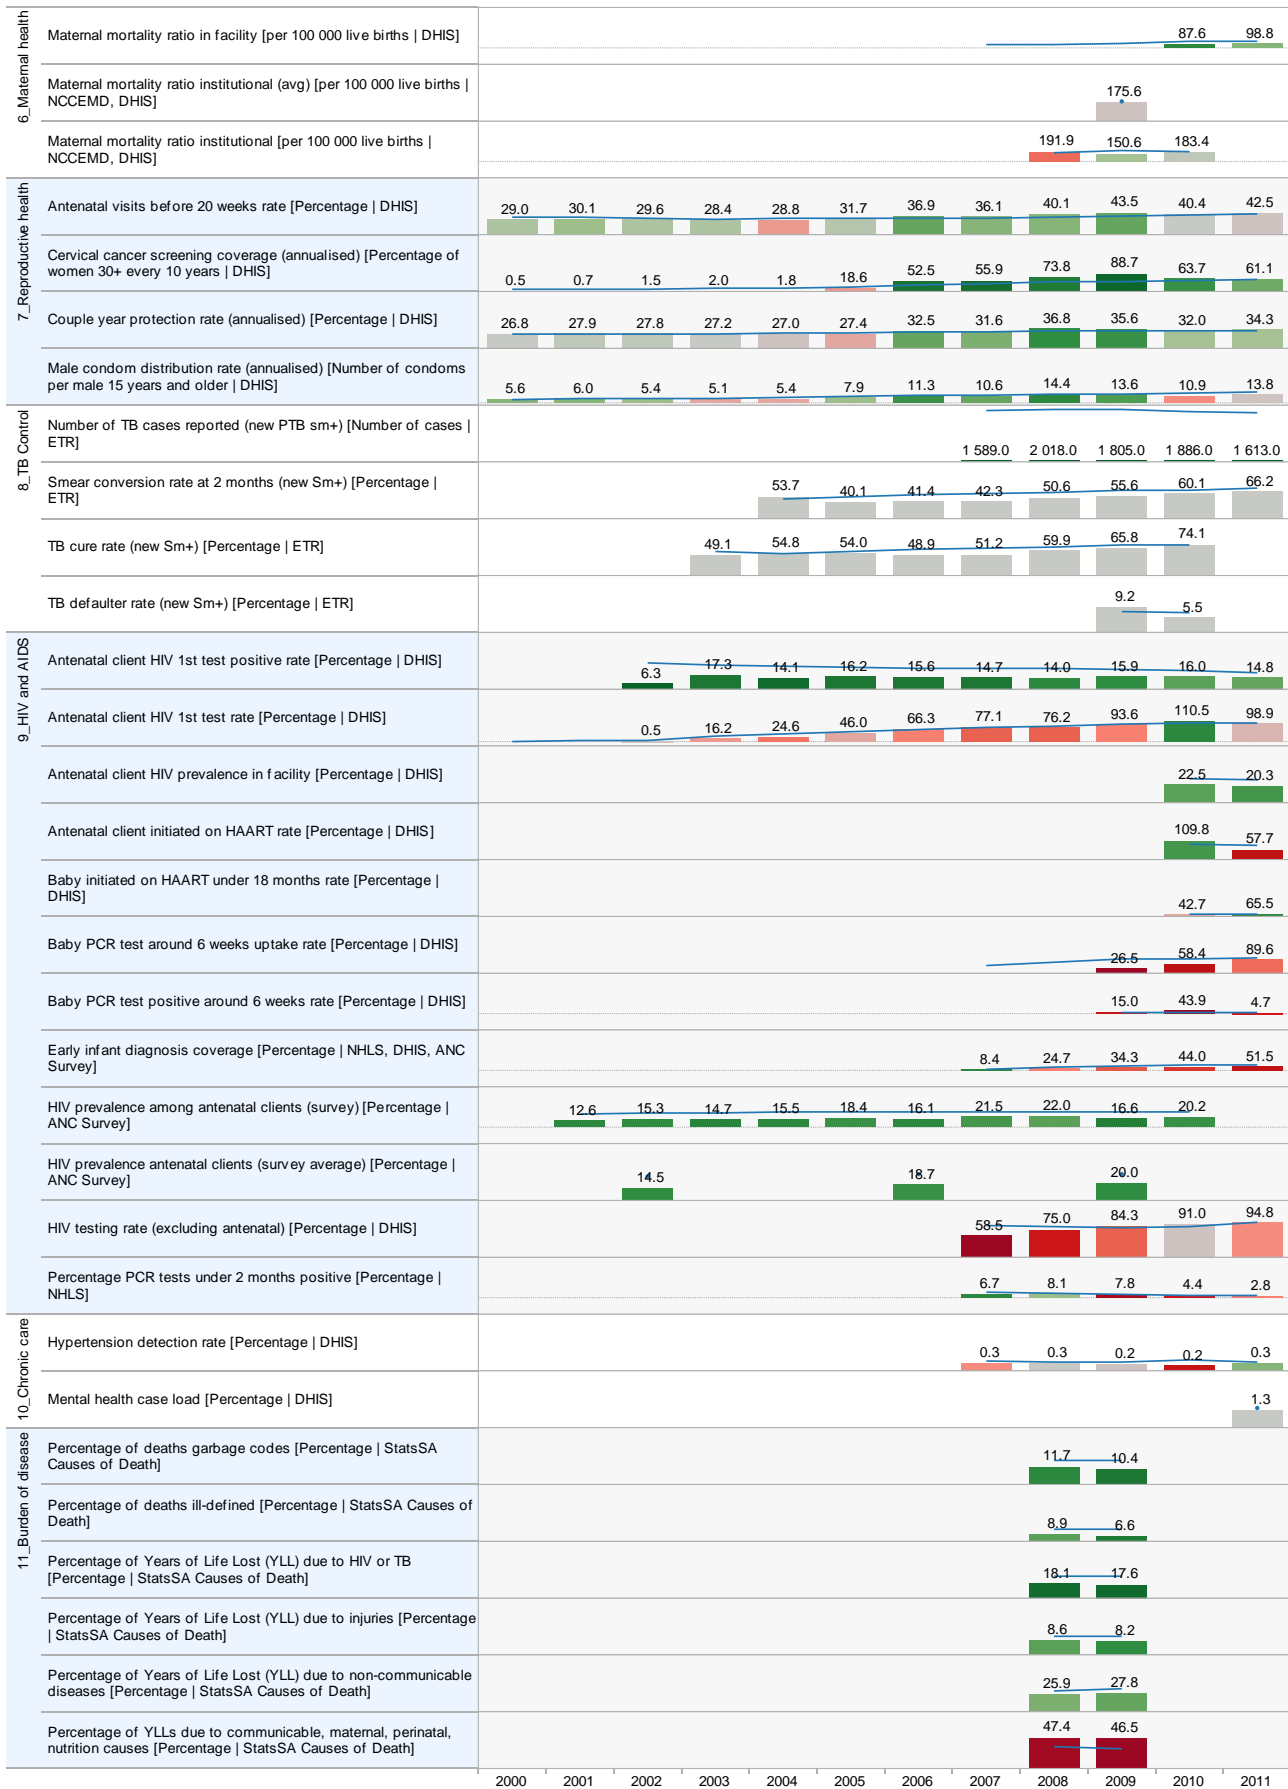 6_Maternal health
Maternal mortality ratio in facility [per 100 000 live births | DHIS]
87.6 98.8
Maternal mortality ratio institutional (avg) [per 100 000 live births |
NCCEMD, DHIS]
175.6
Maternal mortality ratio institutional [per 100 000 live births |
NCCEMD, DHIS]
191.9 150.6 183.4
7_Reproductive health
Antenatal visits before 20 weeks rate [Percentage | DHIS]
29.0 30.1 29.6 28.4 28.8 31.7 36.9 36.1 40.1 43.5 40.4 42.5
Cervical cancer screening coverage (annualised) [Percentage of
women 30+ every 10 years | DHIS]
0.5 0.7 1.5 2.0 1.8 18.6 52.5 55.9 73.8 88.7 63.7 61.1
Couple year protection rate (annualised) [Percentage | DHIS]
26.8 27.9 27.8 27.2 27.0 27.4 32.5 31.6 36.8 35.6 32.0 34.3
Male condom distribution rate (annualised) [Number of condoms
per male 15 years and older | DHIS]
5.6 6.0 5.4 5.1 5.4 7.9 11.3 10.6 14.4 13.6 10.9 13.8
8_TB Control
Number of TB cases reported (new PTB sm+) [Number of cases |
ETR]
1 589.0 2 018.0 1 805.0 1 886.0 1 613.0
Smear conversion rate at 2 months (new Sm+) [Percentage |
ETR]
53.7 40.1 41.4 42.3 50.6 55.6 60.1 66.2
TB cure rate (new Sm+) [Percentage | ETR]
49.1 54.8 54.0 48.9 51.2 59.9 65.8 74.1
TB defaulter rate (new Sm+) [Percentage | ETR]
9.2 5.5
9_HIV and AIDS
Antenatal client HIV 1st test positive rate [Percentage | DHIS]
6.3 17.3 14.1 16.2 15.6 14.7 14.0 15.9 16.0 14.8
Antenatal client HIV 1st test rate [Percentage | DHIS]
0.5 16.2 24.6 46.0 66.3 77.1 76.2 93.6 110.5 98.9
Antenatal client HIV prevalence in facility [Percentage | DHIS]
22.5 20.3
Antenatal client initiated on HAART rate [Percentage | DHIS]
109.8 57.7
Baby initiated on HAART under 18 months rate [Percentage |
DHIS]
42.7 65.5
Baby PCR test around 6 weeks uptake rate [Percentage | DHIS]
26.5 58.4 89.6
Baby PCR test positive around 6 weeks rate [Percentage | DHIS]
15.0 43.9 4.7
Early infant diagnosis coverage [Percentage | NHLS, DHIS, ANC
Survey]
8.4 24.7 34.3 44.0 51.5
HIV prevalence among antenatal clients (survey) [Percentage |
ANC Survey]
12.6 15.3 14.7 15.5 18.4 16.1 21.5 22.0 16.6 20.2
HIV prevalence antenatal clients (survey average) [Percentage |
ANC Survey]
14.5 18.7 20.0
HIV testing rate (excluding antenatal) [Percentage | DHIS]
58.5 75.0 84.3 91.0 94.8
Percentage PCR tests under 2 months positive [Percentage |
NHLS]
6.7 8.1 7.8 4.4 2.8
10_Chronic care
Hypertension detection rate [Percentage | DHIS]
0.3 0.3 0.2 0.2 0.3
Mental health case load [Percentage | DHIS]
1.3
11_Burden of disease
Percentage of deaths garbage codes [Percentage | StatsSA
Causes of Death]
11.7 10.4
Percentage of deaths ill-defined [Percentage | StatsSA Causes of
Death]
8.9 6.6
Percentage of Years of Life Lost (YLL) due to HIV or TB
[Percentage | StatsSA Causes of Death]
18.1 17.6
Percentage of Years of Life Lost (YLL) due to injuries [Percentage
| StatsSA Causes of Death]
8.6 8.2
Percentage of Years of Life Lost (YLL) due to non-communicable
diseases [Percentage | StatsSA Causes of Death]
25.9 27.8
Percentage of YLLs due to communicable, maternal, perinatal,
nutrition causes [Percentage | StatsSA Causes of Death]
47.4 46.5
2000 2001 2002 2003 2004 2005 2006 2007 2008 2009 2010 2011